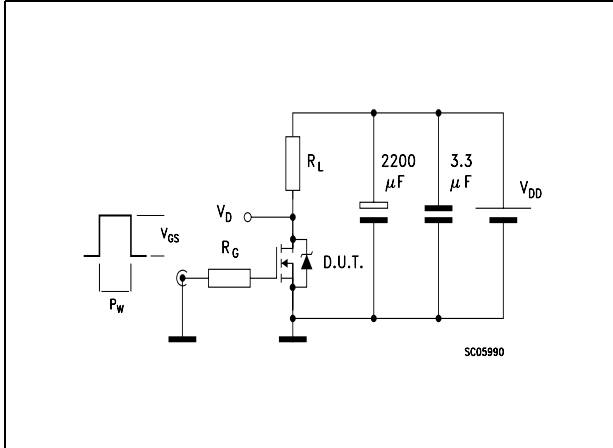 R_L
2200
μF
3.3
μF
V_DD
V_D
V_GS
R_G
D.U.T.
P_W
SC05990